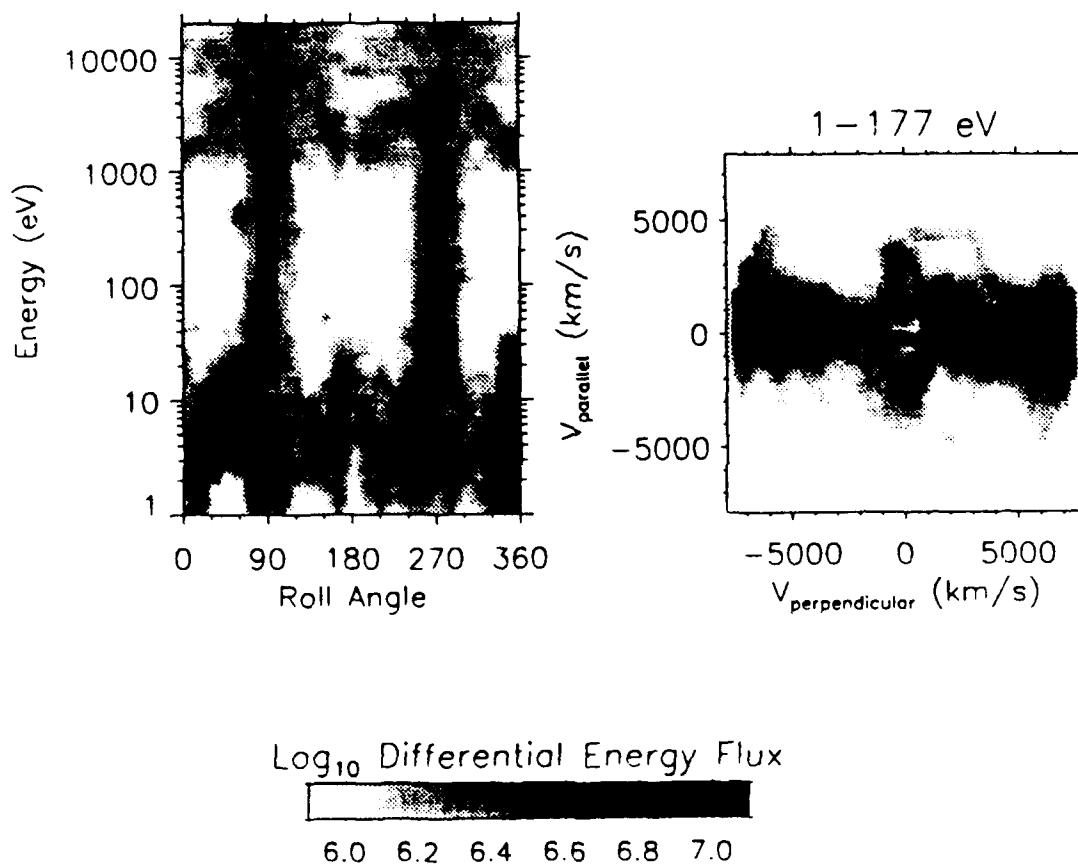 10000
1000
100
10
1
Energy (eV)
0 90 180 270 360
Roll Angle
1-177 eV
5000
0
-5000
V parallel (km/s)
-5000 0 5000
V perpendicular (km/s)
Log10 Differential Energy Flux
6.0 6.2 6.4 6.6 6.8 7.0